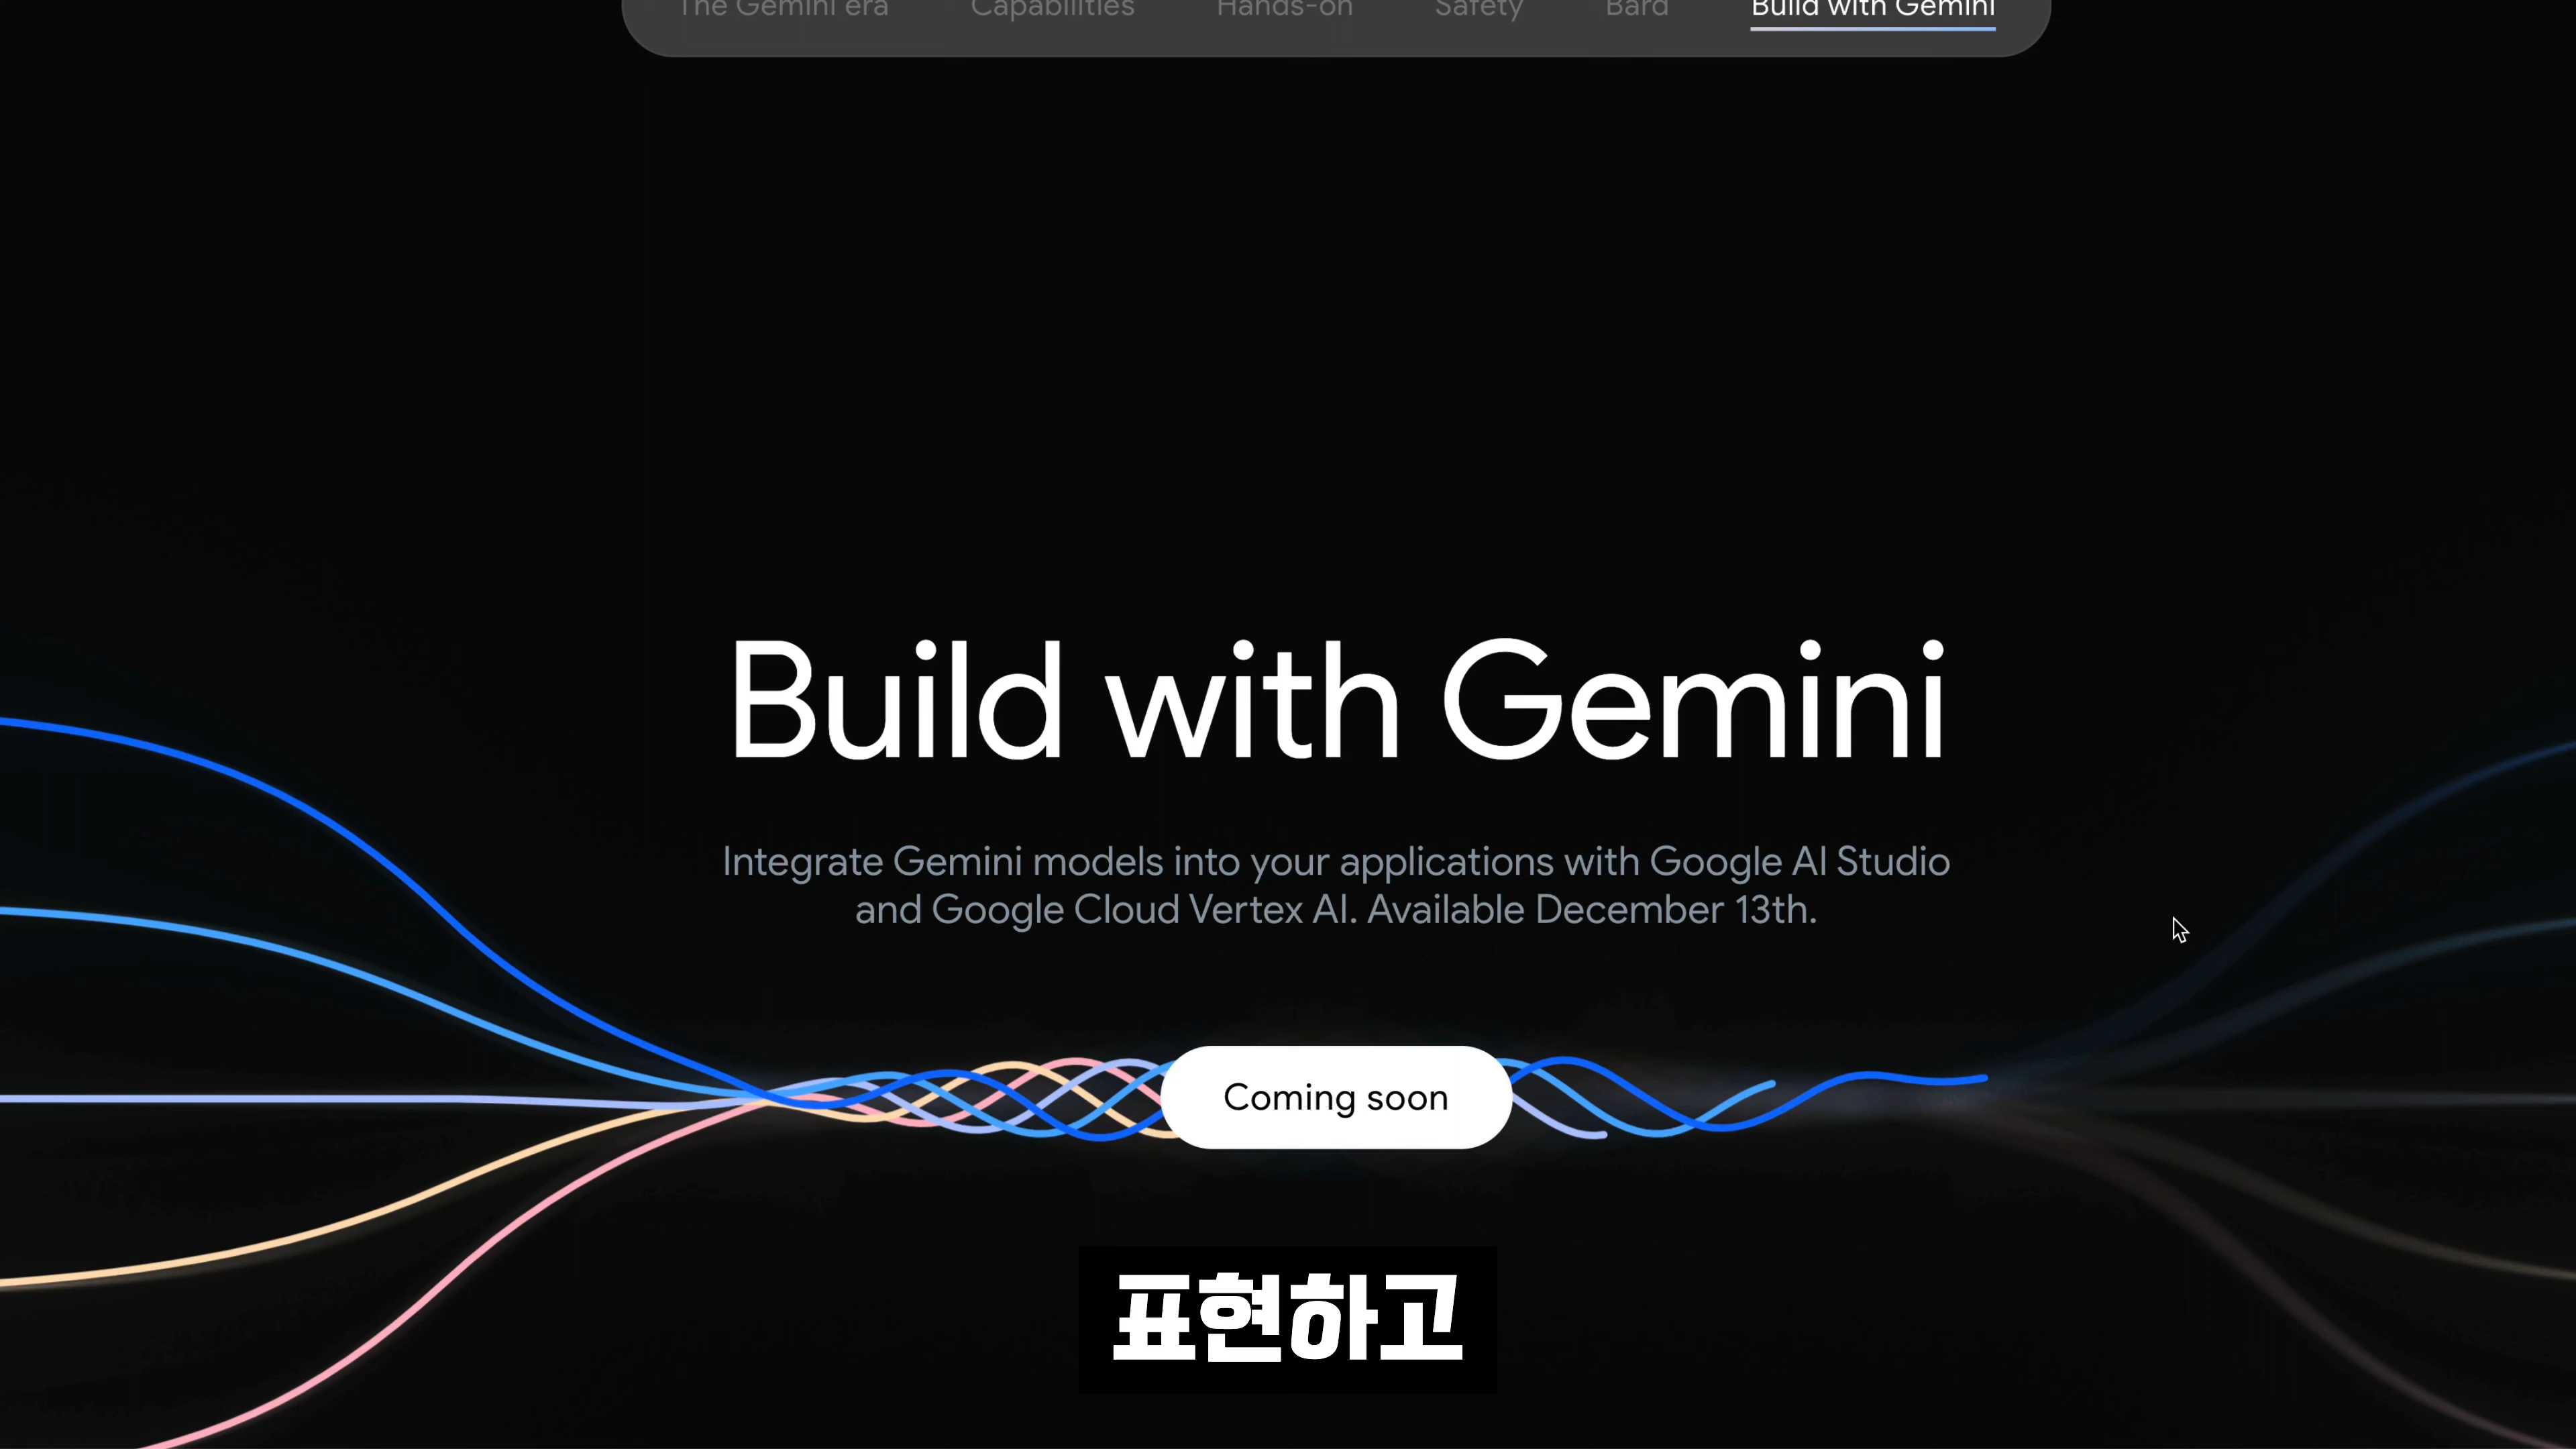 The Gemini era
Capabilities
Hands-on
Safety
Bard
Build with Gemini
Build with Gemini
Integrate Gemini models into your applications with Google AI Studio
and Google Cloud Vertex AI. Available December 13th.
Coming soon
표현하고